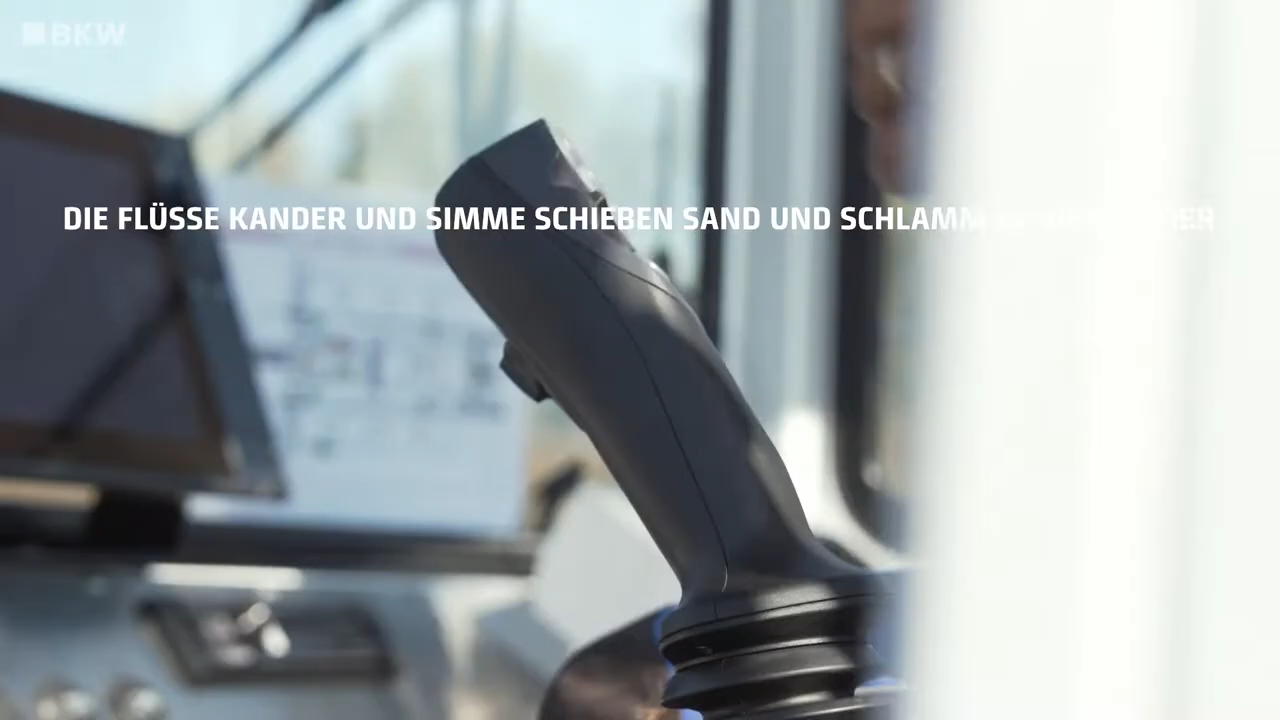 BKW
DIE FLÜSSE KANDER UND SIMME SCHIEBEN SAND UND SCHLAMM